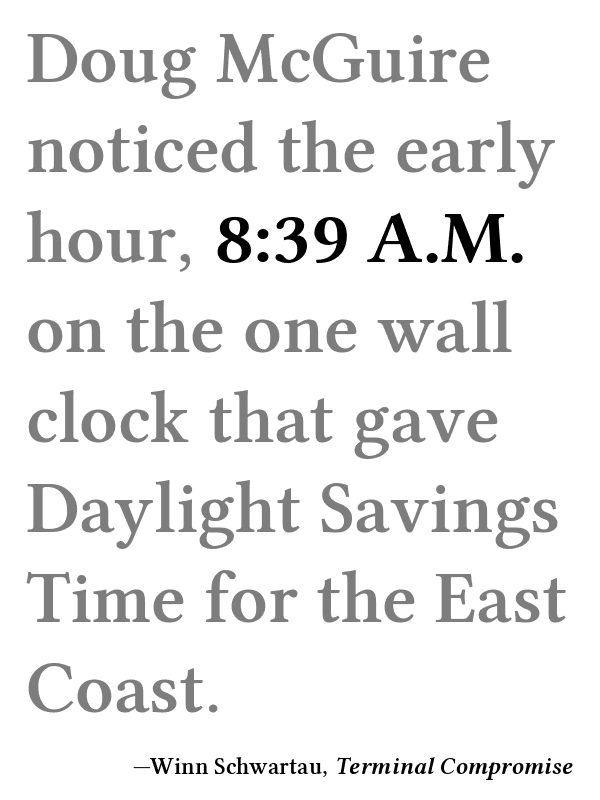 Doug McGuire
noticed the early
hour, 8:39 A.M.
on the one wall
clock that gave
Daylight Savings
Time for the East
Coast.
—Winn Schwartau, Terminal Compromise